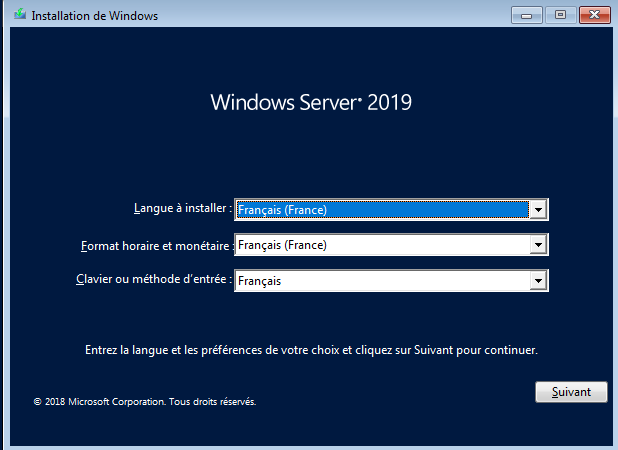 Installation de Windows
Windows Server® 2019
Langue à installer : Français (France)
Format horaire et monétaire : Français (France)
Clavier ou méthode d'entrée : Français
Entrez la langue et les préférences de votre choix et cliquez sur Suivant pour continuer.
Suivant
© 2018 Microsoft Corporation. Tous droits réservés.